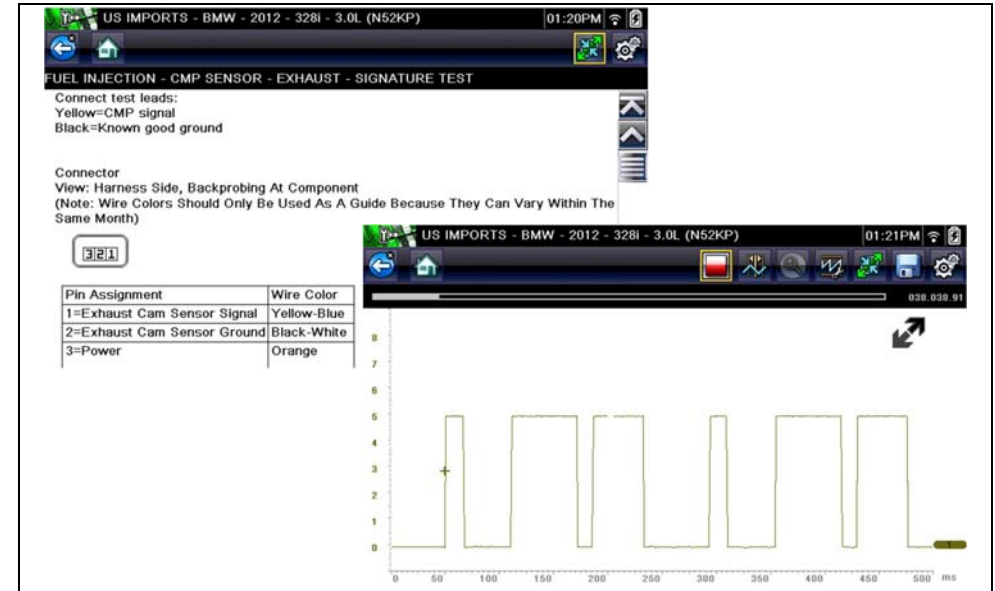 US IMPORTS - BMW - 2012 - 328i - 3.0L (N52KP) 01:20PM
FUEL INJECTION - CMP SENSOR - EXHAUST - SIGNATURE TEST
Connect test leads:
Yellow=CMP signal
Black=Known good ground
Connector
View: Harness Side, Backprobing At Component
(Note: Wire Colors Should Only Be Used As A Guide Because They Can Vary Within The
Same Month)
3 2 1
Pin Assignment Wire Color
1=Exhaust Cam Sensor Signal Yellow-Blue
2=Exhaust Cam Sensor Ground Black-White
3=Power Orange
US IMPORTS - BMW - 2012 - 328i - 3.0L (N52KP) 01:21PM
038.038.91
8
7
6
5
4
3
2
1
0
1
0 50 100 150 200 250 300 350 400 450 500 ms